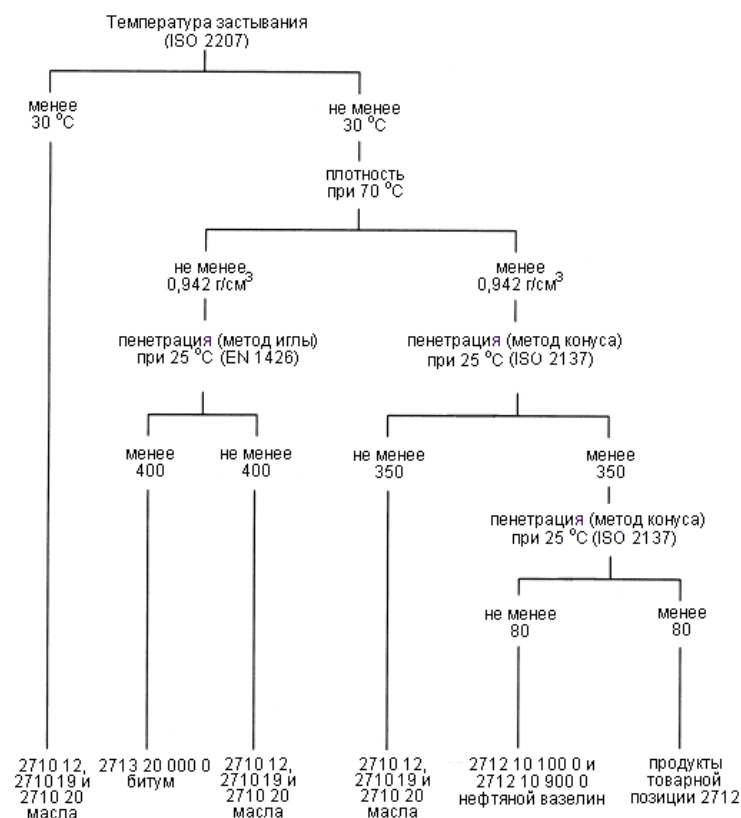 Температура застывания
(ISO 2207)
менее
30 °C
не менее
30 °C
плотность
при 70 °C
не менее
0,942 г/см³
менее
0,942 г/см³
пенетрация (метод иглы)
при 25 °C (EN 1426)
пенетрация (метод конуса)
при 25 °C (ISO 2137)
менее
400
не менее
400
не менее
350
менее
350
пенетрация (метод конуса)
при 25 °C (ISO 2137)
не менее
80
менее
80
2710 12,
2710 19 и
2710 20
масла
2713 20 000 0
битум
2710 12,
2710 19 и
2710 20
масла
2710 12,
2710 19 и
2710 20
масла
2712 10 100 0 и
2712 10 900 0
нефтяной вазелин
продукты
товарной
позиции 2712